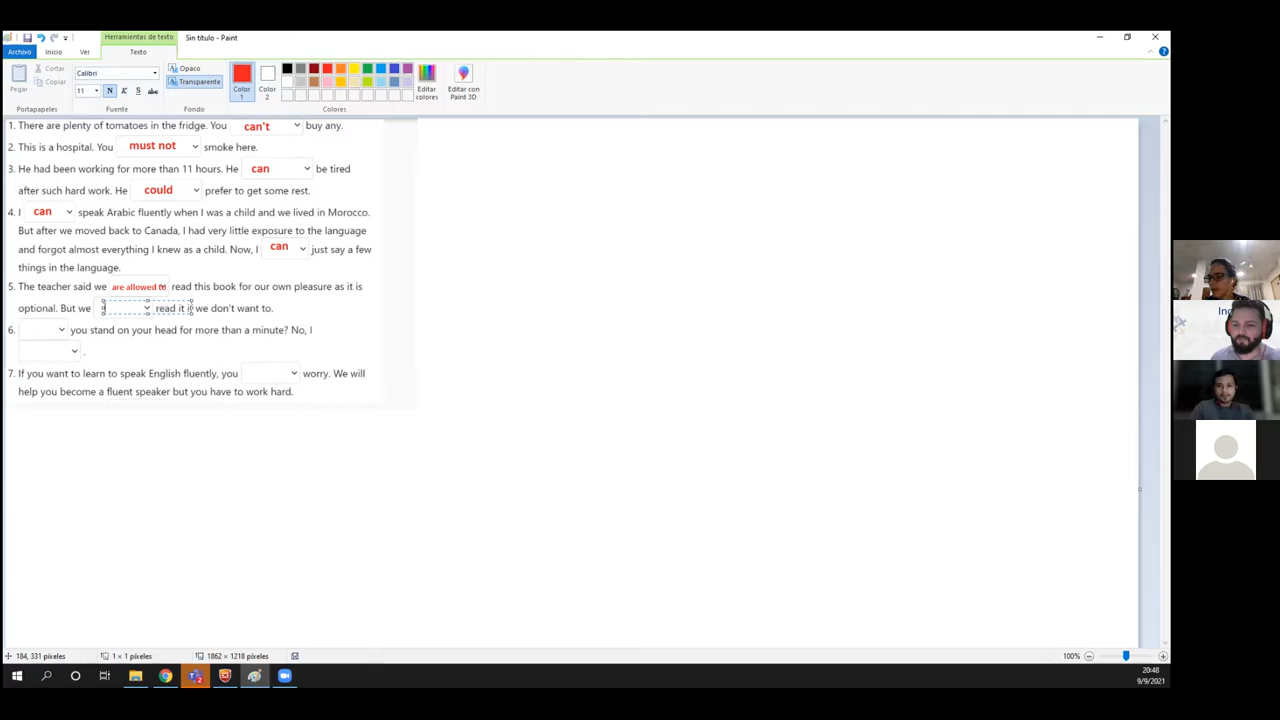 Herramientas de texto
Sin título - Paint
Archivo Inicio Ver Texto
Cortar
Copiar
Pegar
Portapapeles
Calibri
11
N K S abc
Fuente
Opaco
Transparente
Fondo
Color 1
Color 2
Colores
Editar colores
Editar con Paint 3D
1. There are plenty of tomatoes in the fridge. You can't buy any.
2. This is a hospital. You must not smoke here.
3. He had been working for more than 11 hours. He can be tired
after such hard work. He could prefer to get some rest.
4. I can speak Arabic fluently when I was a child and we lived in Morocco.
But after we moved back to Canada, I had very little exposure to the language
and forgot almost everything I knew as a child. Now, I can just say a few
things in the language.
5. The teacher said we are allowed to read this book for our own pleasure as it is
optional. But we read it if we don't want to.
6. you stand on your head for more than a minute? No, I
.
7. If you want to learn to speak English fluently, you worry. We will
help you become a fluent speaker but you have to work hard.
184, 331 píxeles
1 × 1 píxeles
1862 × 1218 píxeles
100%
20:48
9/9/2021